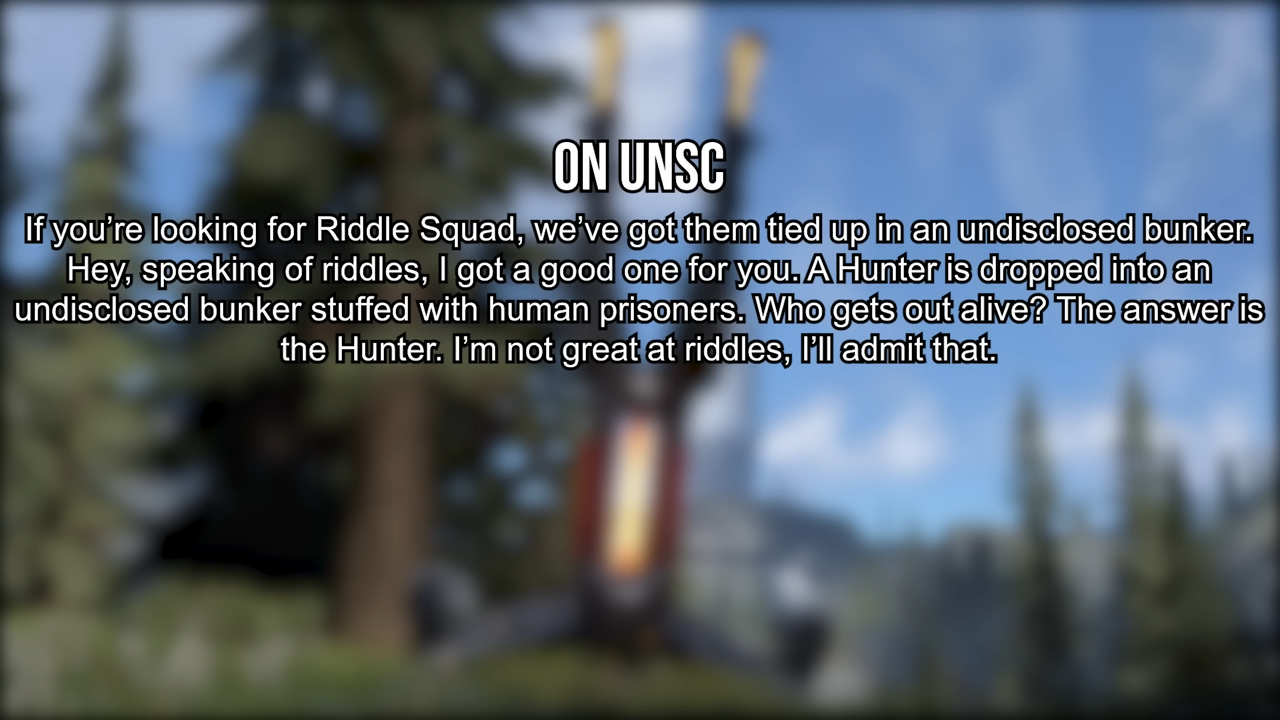 ON UNSC
If you’re looking for Riddle Squad, we’ve got them tied up in an undisclosed bunker.
Hey, speaking of riddles, I got a good one for you. A Hunter is dropped into an
undisclosed bunker stuffed with human prisoners. Who gets out alive? The answer is
the Hunter. I’m not great at riddles, I’ll admit that.